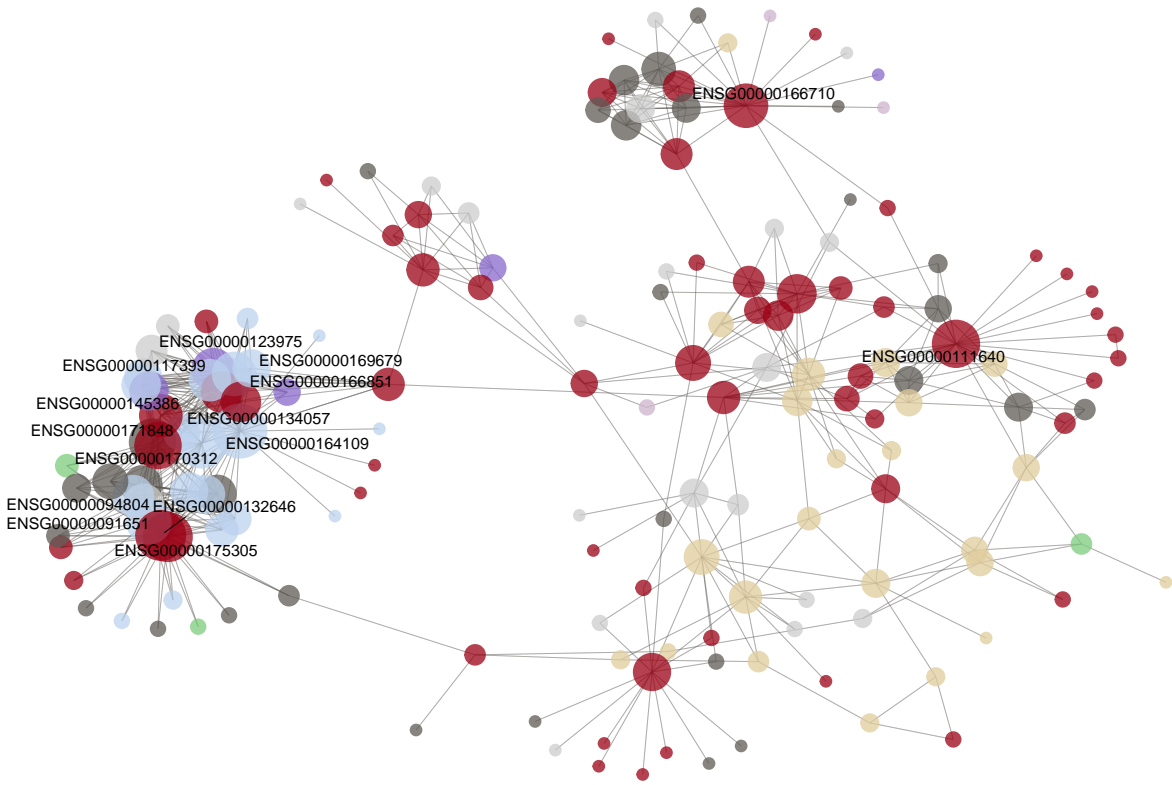 ENSG00000166710
ENSG00000123975
ENSG00000111640
ENSG00000169679
ENSG00000117399
ENSG00000166851
ENSG00000145386
ENSG00000134057
ENSG00000171848
ENSG00000164109
ENSG00000170312
ENSG00000094804
ENSG00000132646
ENSG00000091651
ENSG00000175305